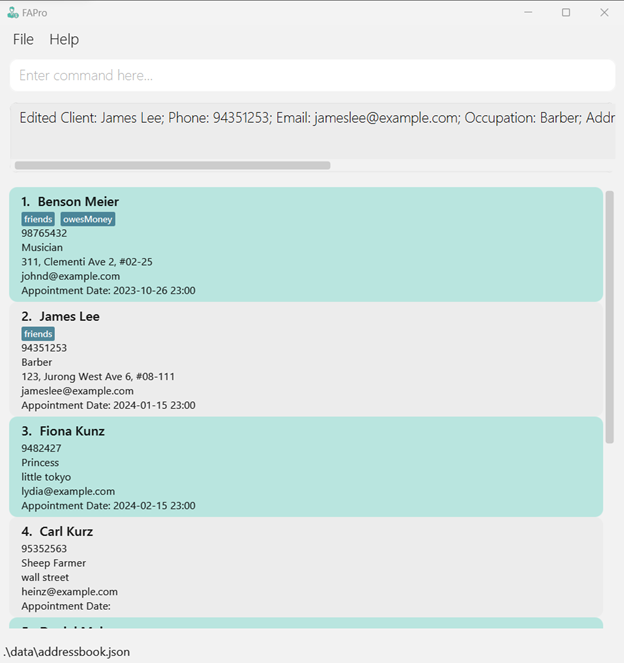 FAPro
File Help
Enter command here...
Edited Client: James Lee; Phone: 94351253; Email: jameslee@example.com; Occupation: Barber; Addr
1. Benson Meier
friends owesMoney
98765432
Musician
311, Clementi Ave 2, #02-25
johnd@example.com
Appointment Date: 2023-10-26 23:00
2. James Lee
friends
94351253
Barber
123, Jurong West Ave 6, #08-111
jameslee@example.com
Appointment Date: 2024-01-15 23:00
3. Fiona Kunz
9482427
Princess
little tokyo
lydia@example.com
Appointment Date: 2024-02-15 23:00
4. Carl Kurz
95352563
Sheep Farmer
wall street
heinz@example.com
Appointment Date:
.\data\addressbook.json